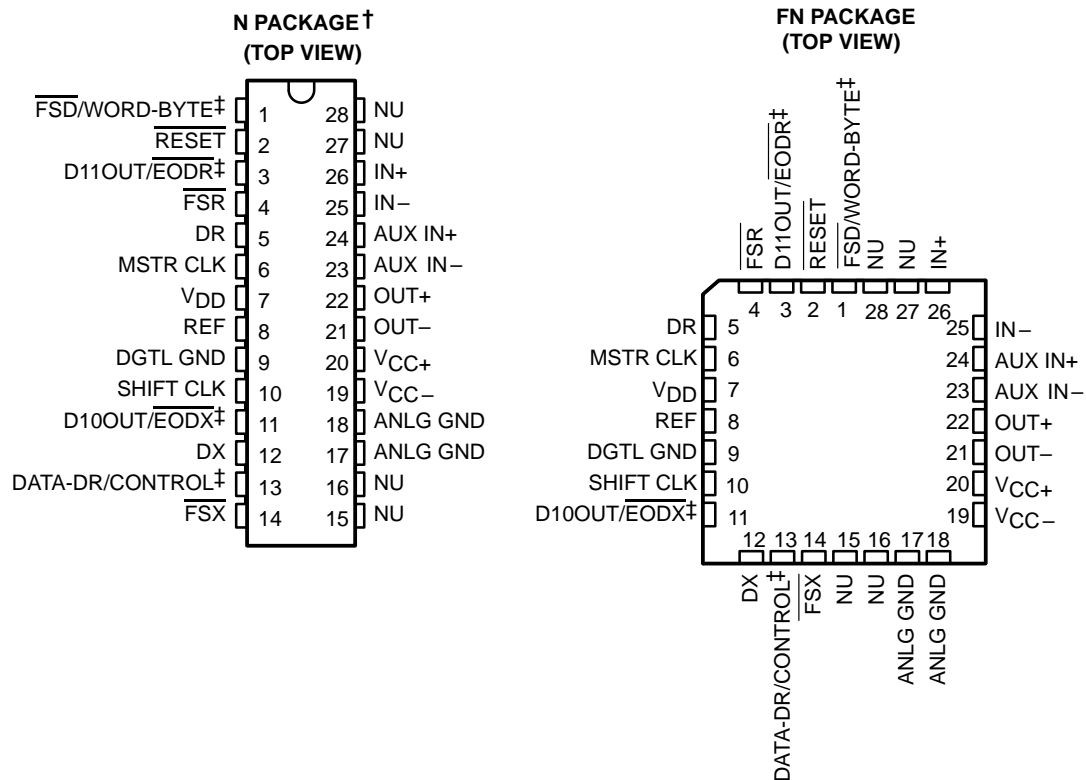 N PACKAGE†
(TOP VIEW)
FSD/WORD-BYTE‡ 1 28 NU
RESET 2 27 NU
D11OUT/EODR‡ 3 26 IN+
FSR 4 25 IN−
DR 5 24 AUX IN+
MSTR CLK 6 23 AUX IN−
VDD 7 22 OUT+
REF 8 21 OUT−
DGTL GND 9 20 VCC+
SHIFT CLK 10 19 VCC−
D10OUT/EODX‡ 11 18 ANLG GND
DX 12 17 ANLG GND
DATA-DR/CONTROL‡ 13 16 NU
FSX 14 15 NU
FN PACKAGE
(TOP VIEW)
FSR
D11OUT/EODR‡
RESET
FSD/WORD-BYTE‡
NU
NU
IN+
4 3 2 1 28 27 26
DR 5 25 IN−
MSTR CLK 6 24 AUX IN+
VDD 7 23 AUX IN−
REF 8 22 OUT+
DGTL GND 9 21 OUT−
SHIFT CLK 10 20 VCC+
D10OUT/EODX‡ 11 19 VCC−
12 13 14 15 16 17 18
DX
DATA-DR/CONTROL‡
FSX
NU
NU
ANLG GND
ANLG GND